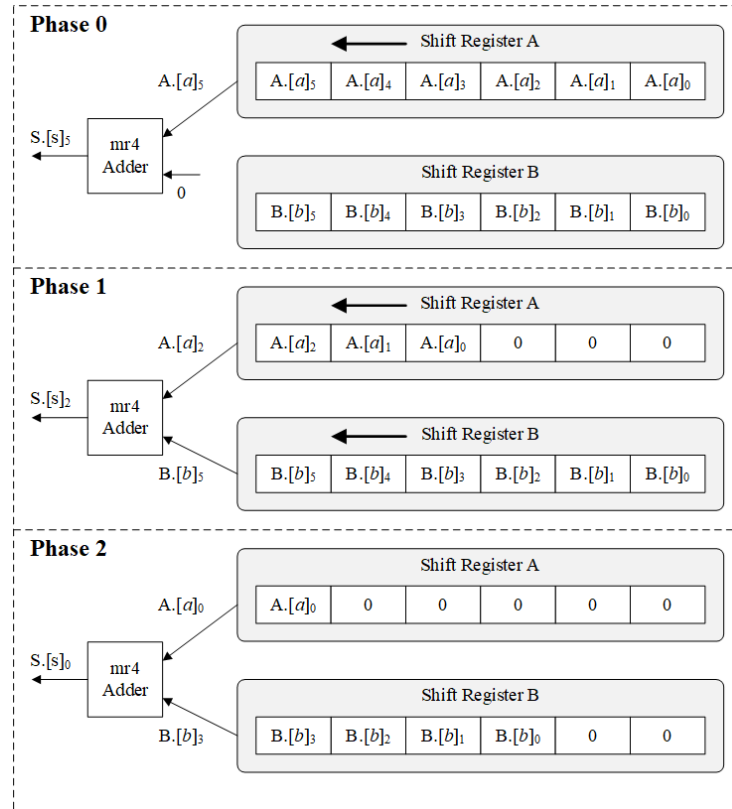 Phase 0
Shift Register A
A.[a]₅
A.[a]₅ A.[a]₄ A.[a]₃ A.[a]₂ A.[a]₁ A.[a]₀
S.[s]₅
mr4
Adder
0
Shift Register B
B.[b]₅ B.[b]₄ B.[b]₃ B.[b]₂ B.[b]₁ B.[b]₀
Phase 1
Shift Register A
A.[a]₂
A.[a]₂ A.[a]₁ A.[a]₀ 0 0 0
S.[s]₂
mr4
Adder
Shift Register B
B.[b]₅
B.[b]₅ B.[b]₄ B.[b]₃ B.[b]₂ B.[b]₁ B.[b]₀
Phase 2
Shift Register A
A.[a]₀
A.[a]₀ 0 0 0 0 0
S.[s]₀
mr4
Adder
Shift Register B
B.[b]₃
B.[b]₃ B.[b]₂ B.[b]₁ B.[b]₀ 0 0